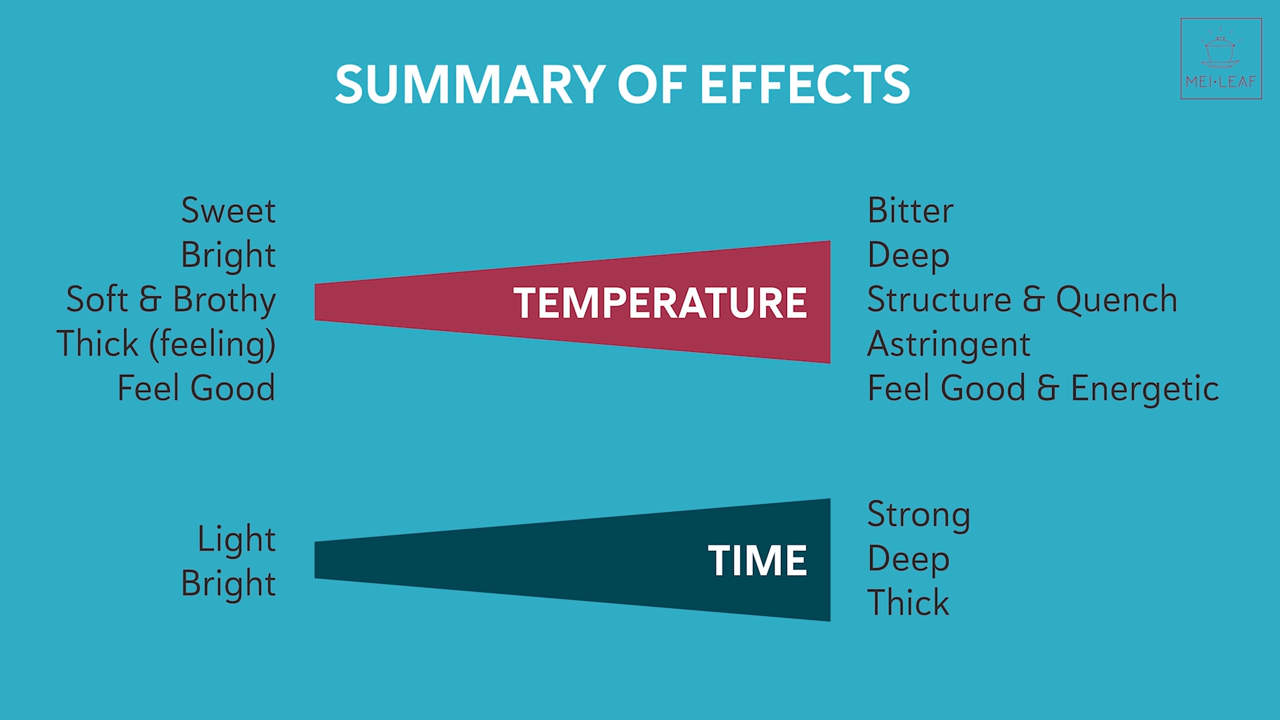 MEI·LEAF
SUMMARY OF EFFECTS
Sweet
Bright
Soft & Brothy
Thick (feeling)
Feel Good
TEMPERATURE
Bitter
Deep
Structure & Quench
Astringent
Feel Good & Energetic
Light
Bright
TIME
Strong
Deep
Thick